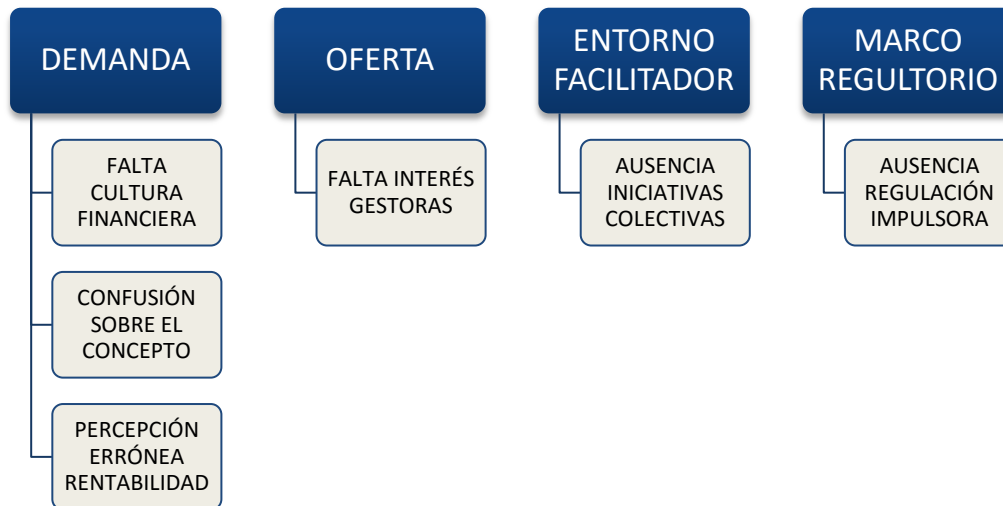 DEMANDA
FALTA
CULTURA
FINANCIERA
CONFUSIÓN
SOBRE EL
CONCEPTO
PERCEPCIÓN
ERRÓNEA
RENTABILIDAD
OFERTA
FALTA INTERÉS
GESTORAS
ENTORNO
FACILITADOR
AUSENCIA
INICIATIVAS
COLECTIVAS
MARCO
REGULTORIO
AUSENCIA
REGULACIÓN
IMPULSORA